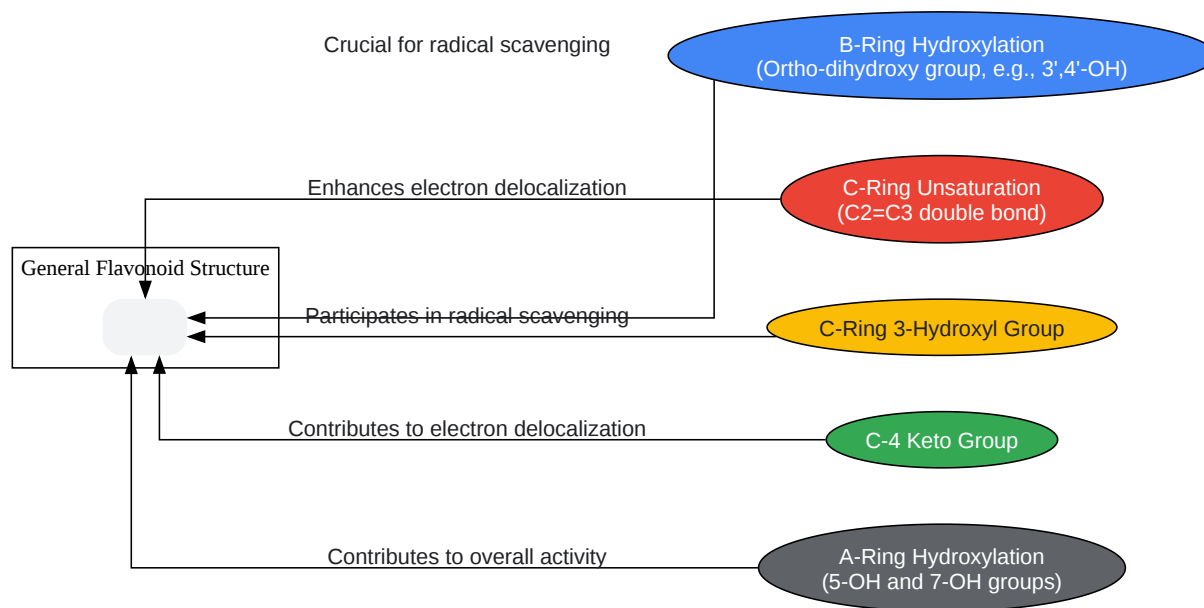 Crucial for radical scavenging
B-Ring Hydroxylation
(Ortho-dihydroxy group, e.g., 3',4'-OH)
Enhances electron delocalization
C-Ring Unsaturation
(C2=C3 double bond)
General Flavonoid Structure
Participates in radical scavenging
C-Ring 3-Hydroxyl Group
Contributes to electron delocalization
C-4 Keto Group
Contributes to overall activity
A-Ring Hydroxylation
(5-OH and 7-OH groups)